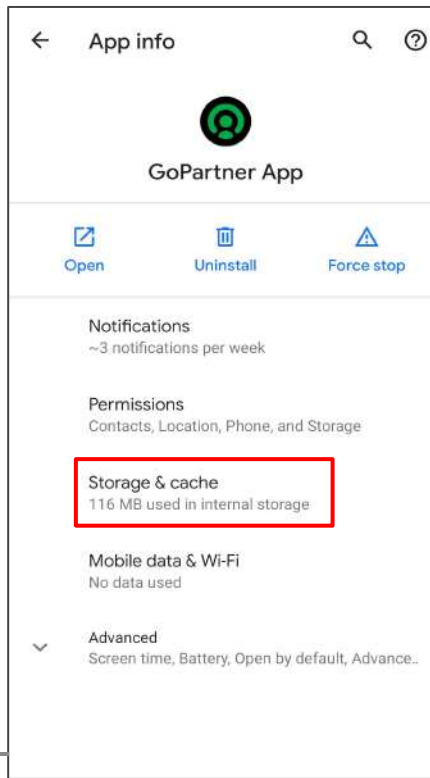 App info
GoPartner App
Open Uninstall Force stop
Notifications
~3 notifications per week
Permissions
Contacts, Location, Phone, and Storage
Storage & cache
116 MB used in internal storage
Mobile data & Wi-Fi
No data used
Advanced
Screen time, Battery, Open by default, Advance..